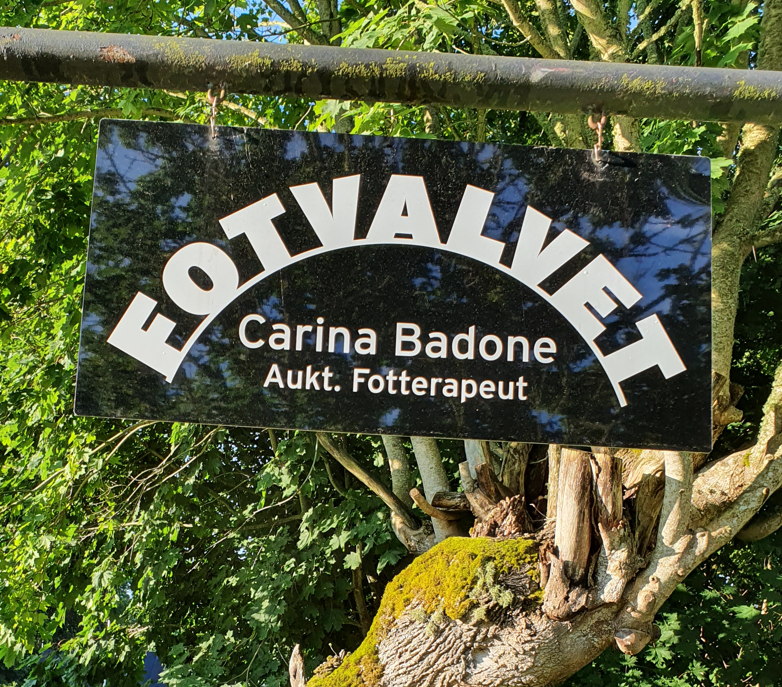 FOTVALVET
Carina Badone
Aukt. Fotterapeut